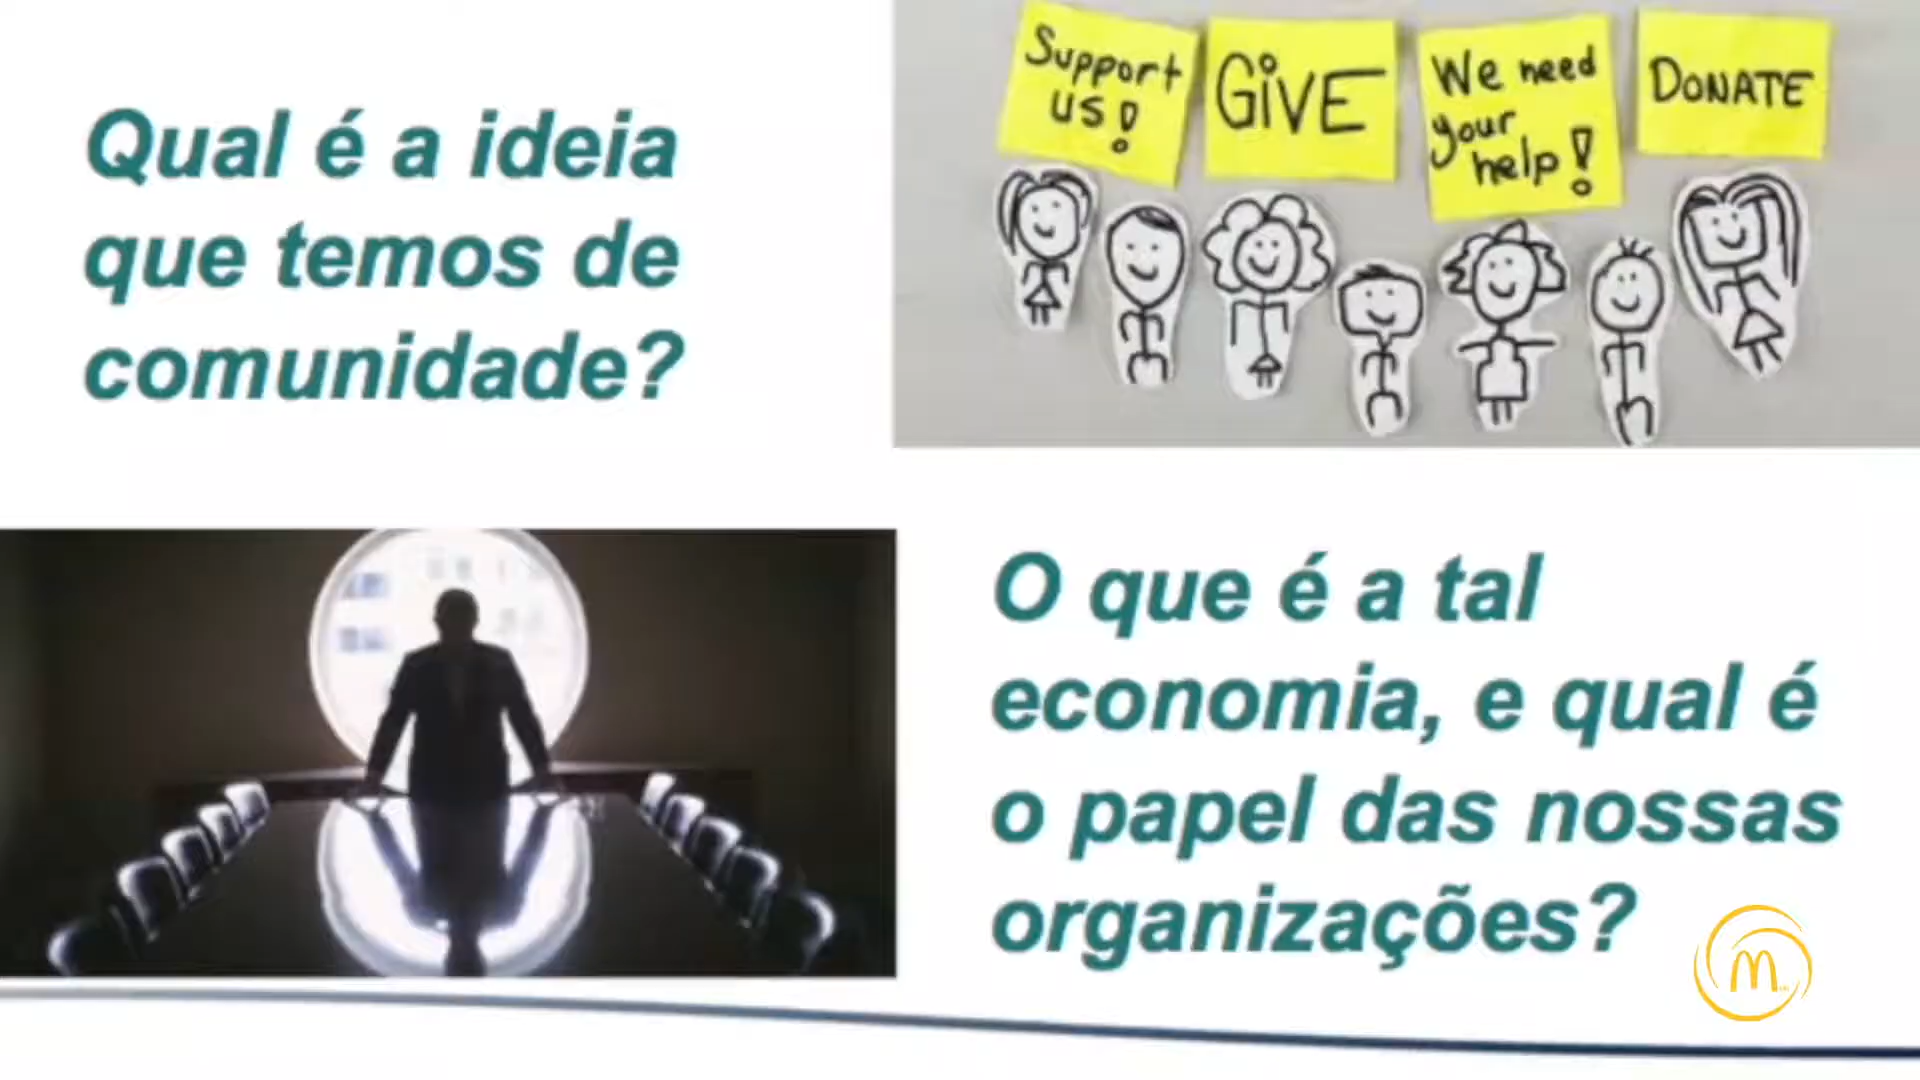 Qual é a ideia
que temos de
comunidade?
Support
us!
GiVE
We need
your
help!
DONATE
O que é a tal
economia, e qual é
o papel das nossas
organizações?
m